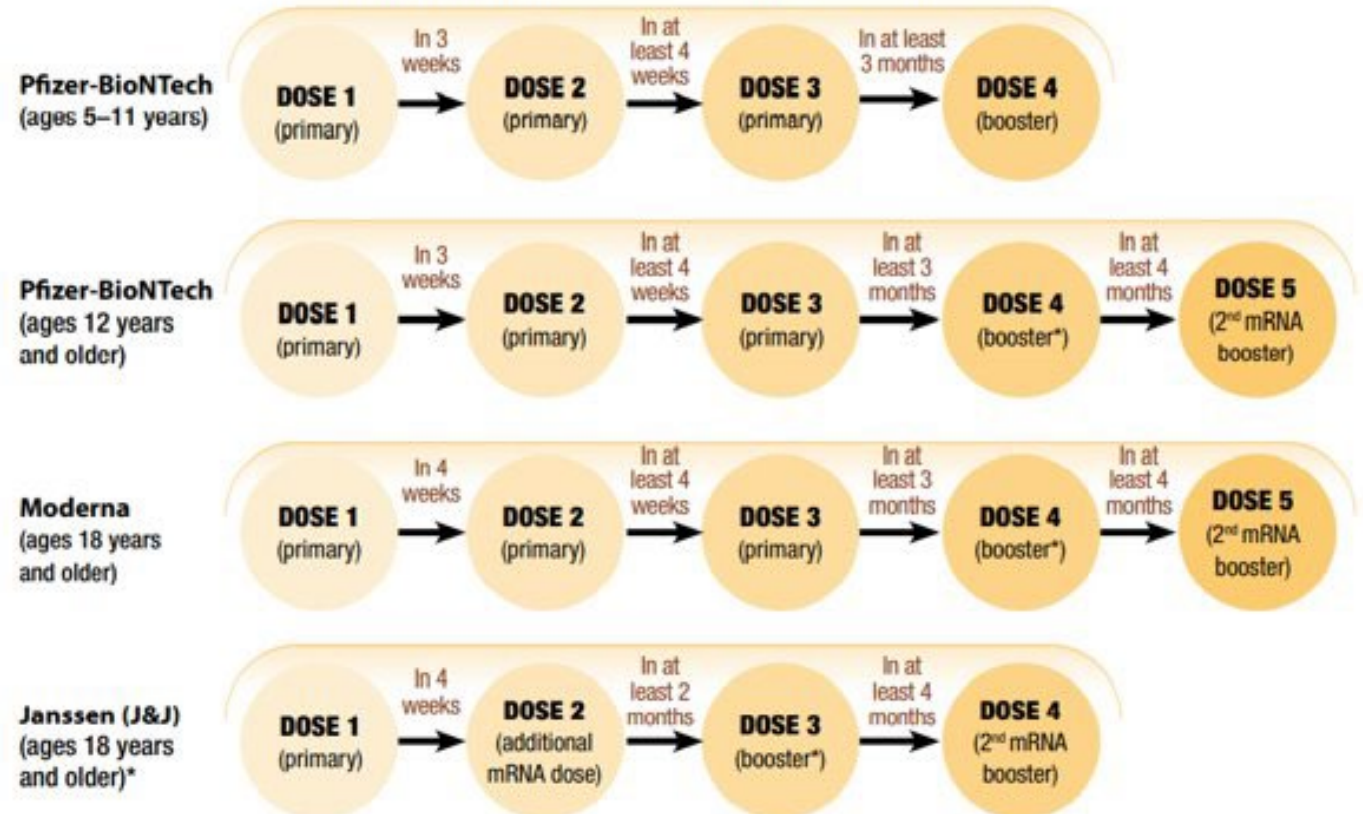 Pfizer-BioNTech
(ages 5–11 years)
DOSE 1
(primary)
In 3
weeks
DOSE 2
(primary)
In at
least 4
weeks
DOSE 3
(primary)
In at least
3 months
DOSE 4
(booster)
Pfizer-BioNTech
(ages 12 years
and older)
DOSE 1
(primary)
In 3
weeks
DOSE 2
(primary)
In at
least 4
weeks
DOSE 3
(primary)
In at
least 3
months
DOSE 4
(booster*)
In at
least 4
months
DOSE 5
(2nd mRNA
booster)
Moderna
(ages 18 years
and older)
DOSE 1
(primary)
In 4
weeks
DOSE 2
(primary)
In at
least 4
weeks
DOSE 3
(primary)
In at
least 3
months
DOSE 4
(booster*)
In at
least 4
months
DOSE 5
(2nd mRNA
booster)
Janssen (J&J)
(ages 18 years
and older)*
DOSE 1
(primary)
In 4
weeks
DOSE 2
(additional
mRNA dose)
In at
least 2
months
DOSE 3
(booster*)
In at
least 4
months
DOSE 4
(2nd mRNA
booster)